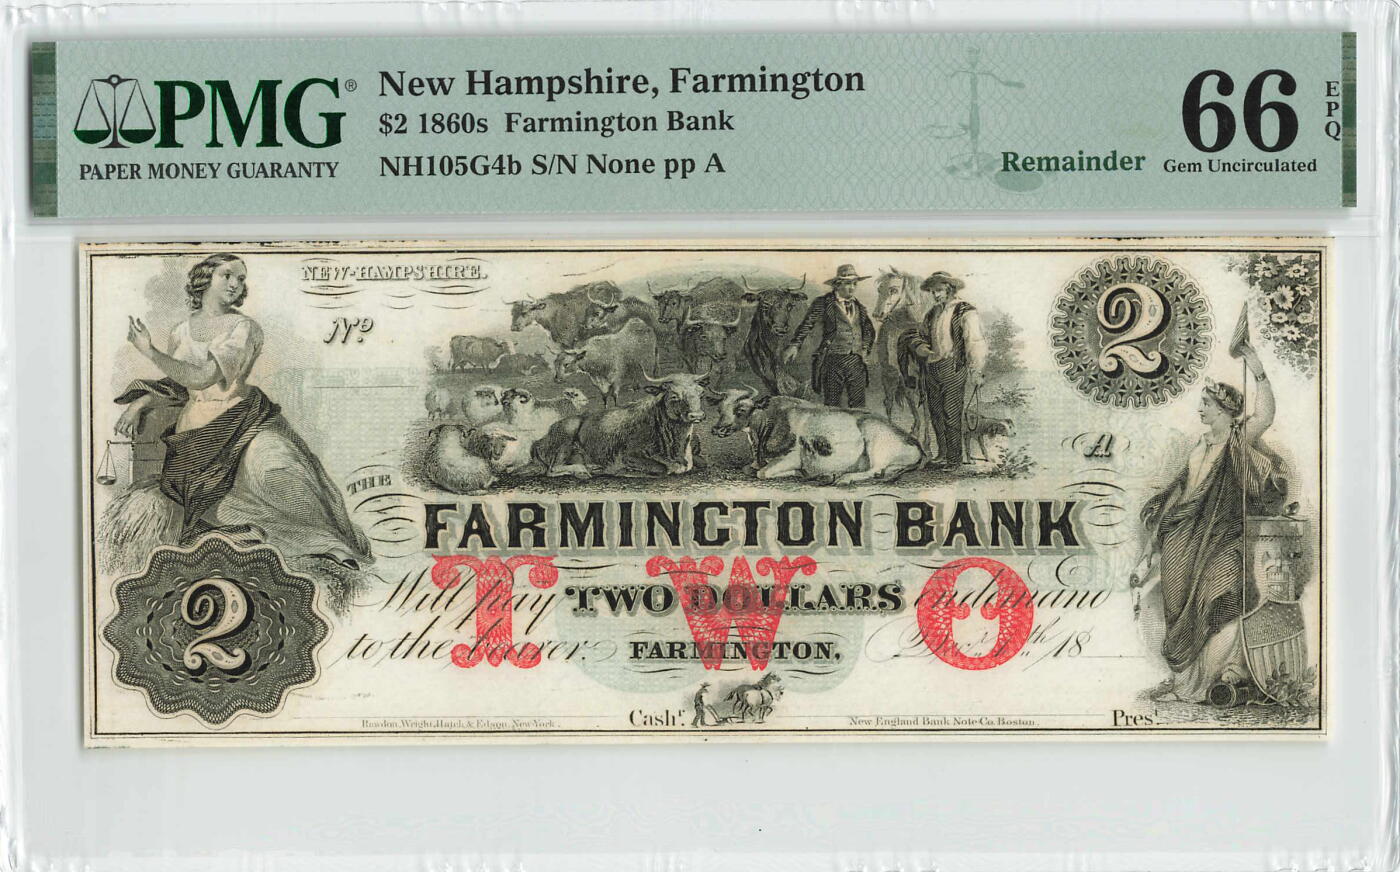 PMG®
PAPER MONEY GUARANTY
New Hampshire, Farmington
$2 1860s Farmington Bank
NH105G4b S/N None pp A
Remainder
66
EPQ
Gem Uncirculated
NEW-HAMPSHIRE.
No
2
A
THE
FARMINGTON BANK
TWO
Will pay TWO DOLLARS on demand
to the bearer.
FARMINGTON,
18
2
Cashr.
Prest.
Rawdon, Wright, Hatch & Edson, New-York.
New England Bank Note Co. Boston.